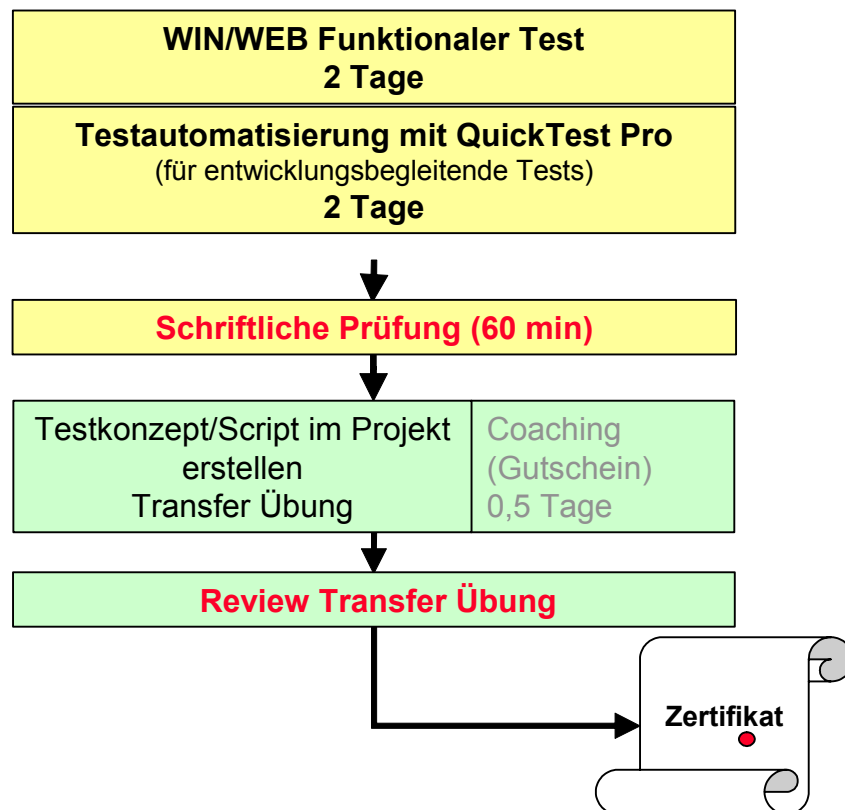 WIN/WEB Funktionaler Test
2 Tage
Testautomatisierung mit QuickTest Pro
(für entwicklungsbegleitende Tests)
2 Tage
Schriftliche Prüfung (60 min)
Testkonzept/Script im Projekt
erstellen
Transfer Übung
Coaching
(Gutschein)
0,5 Tage
Review Transfer Übung
Zertifikat